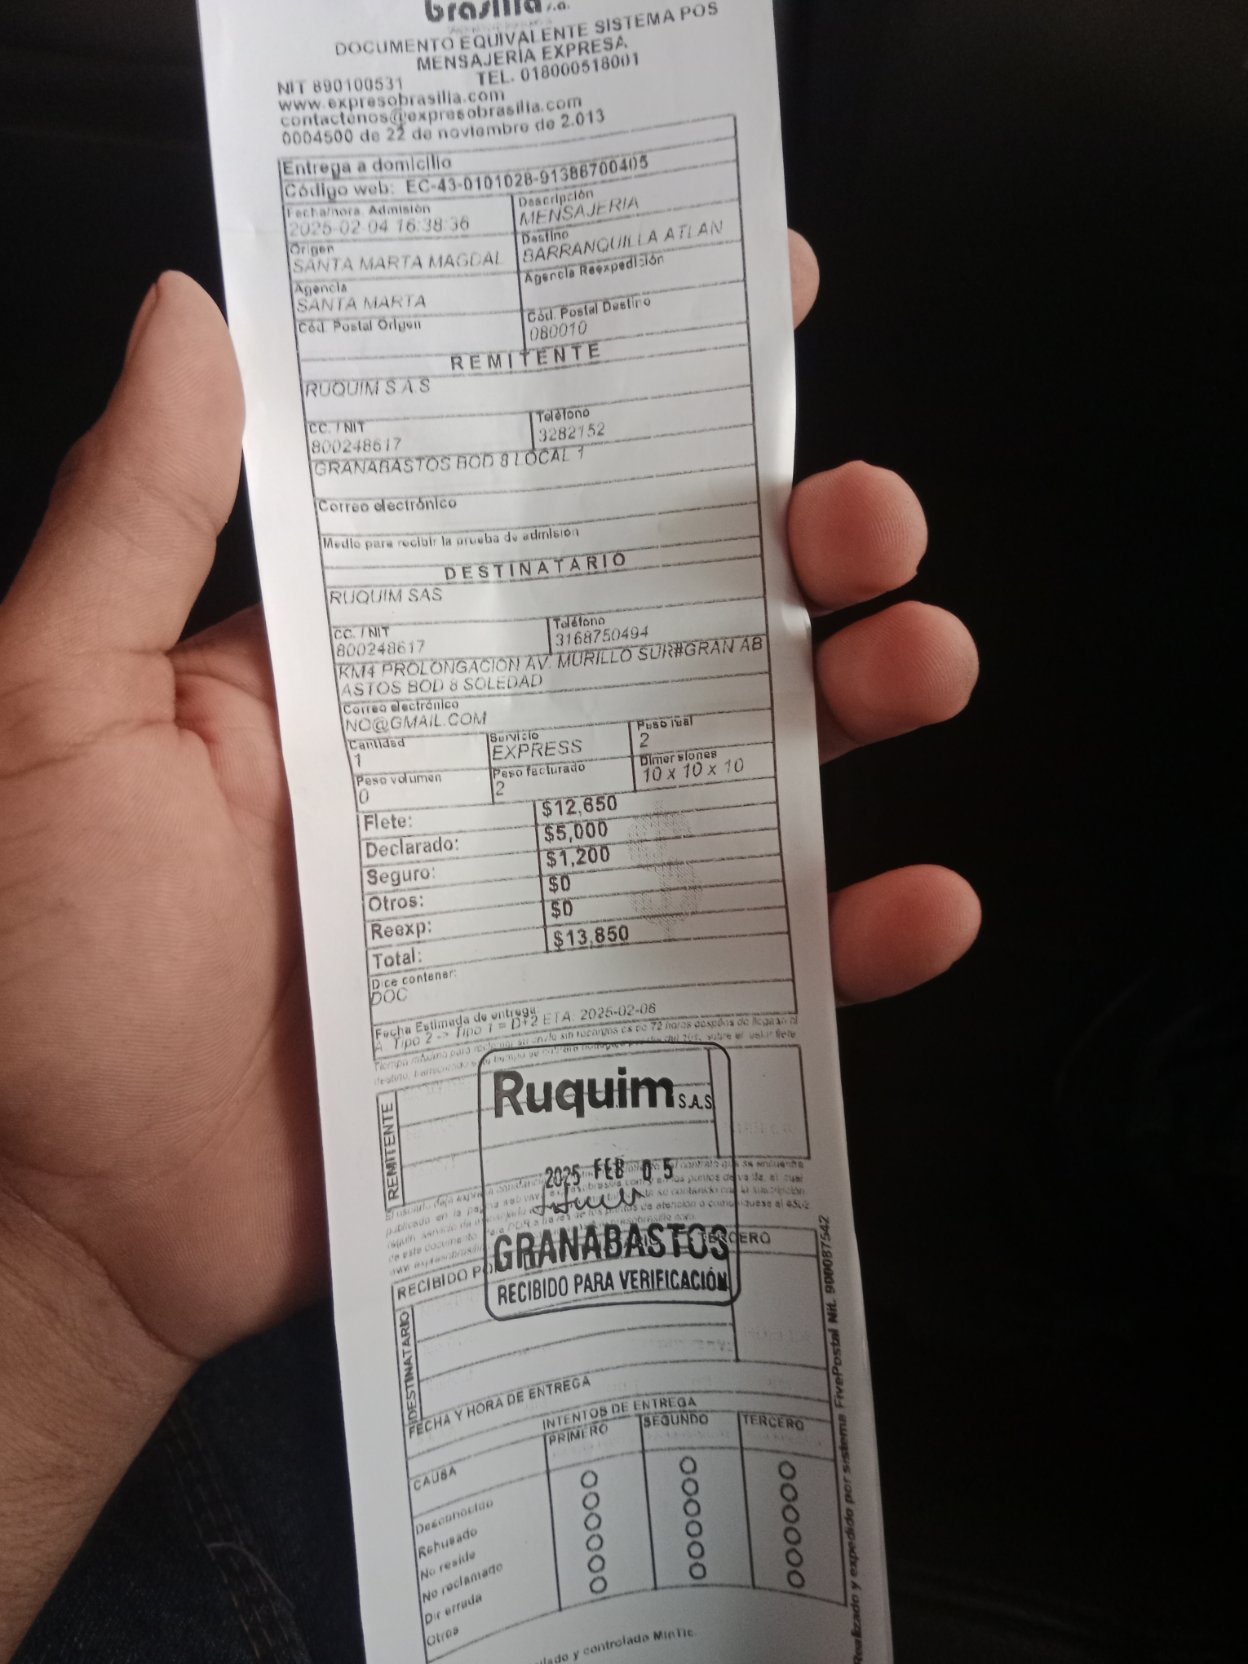 brasilia s.a.
DOCUMENTO EQUIVALENTE SISTEMA POS
MENSAJERÍA EXPRESA
NIT 890100531 TEL. 018000518001
www.expresobrasilia.com
contactenos@expresobrasilia.com
0004500 de 22 de noviembre de 2.013
Entrega a domicilio
Código web: EC-43-0101028-91386700405
Fecha/hora. Admisión Descripción
2025-02-04 16:38:36 MENSAJERIA
Origen Destino
SANTA MARTA MAGDAL BARRANQUILLA ATLAN
Agencia Agencia Reexpedición
SANTA MARTA
Cód. Postal Origen Cód. Postal Destino
080010
REMITENTE
RUQUIM S A S
CC. / NIT Teléfono
800248617 3282152
GRANABASTOS BOD 8 LOCAL 1
Correo electrónico
Medio para recibir la prueba de admisión
DESTINATARIO
RUQUIM SAS
CC. / NIT Teléfono
800248617 3168750494
KM4 PROLONGACION AV. MURILLO SUR#GRAN AB
ASTOS BOD 8 SOLEDAD
Correo electrónico
NO@GMAIL.COM
Cantidad Servicio Peso real
1 EXPRESS 2
Peso volumen Peso facturado Dimensiones
0 2 10 x 10 x 10
Flete: $12,650
Declarado: $5,000
Seguro: $1,200
Otros: $0
Reexp: $0
Total: $13,850
Dice contener:
DOC
Fecha Estimada de entrega
A Tipo 2 -> Tipo 1 = D+2 ETA: 2025-02-06
REMITENTE
Ruquim S.A.S
2025 FEB 05
GRANABASTOS
RECIBIDO PARA VERIFICACIÓN
RECIBIDO TERCERO
DESTINATARIO
FECHA Y HORA DE ENTREGA
INTENTOS DE ENTREGA
CAUSA PRIMERO SEGUNDO TERCERO
Desconocido
Rehusado
No reside
No reclamado
Dir errada
Otros
y controlado MinTic.
Realizado y expedido por sistema FivePostal Nit. 900087542